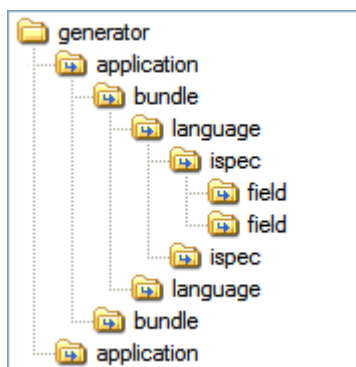 generator
application
bundle
language
ispec
field
field
ispec
language
bundle
application